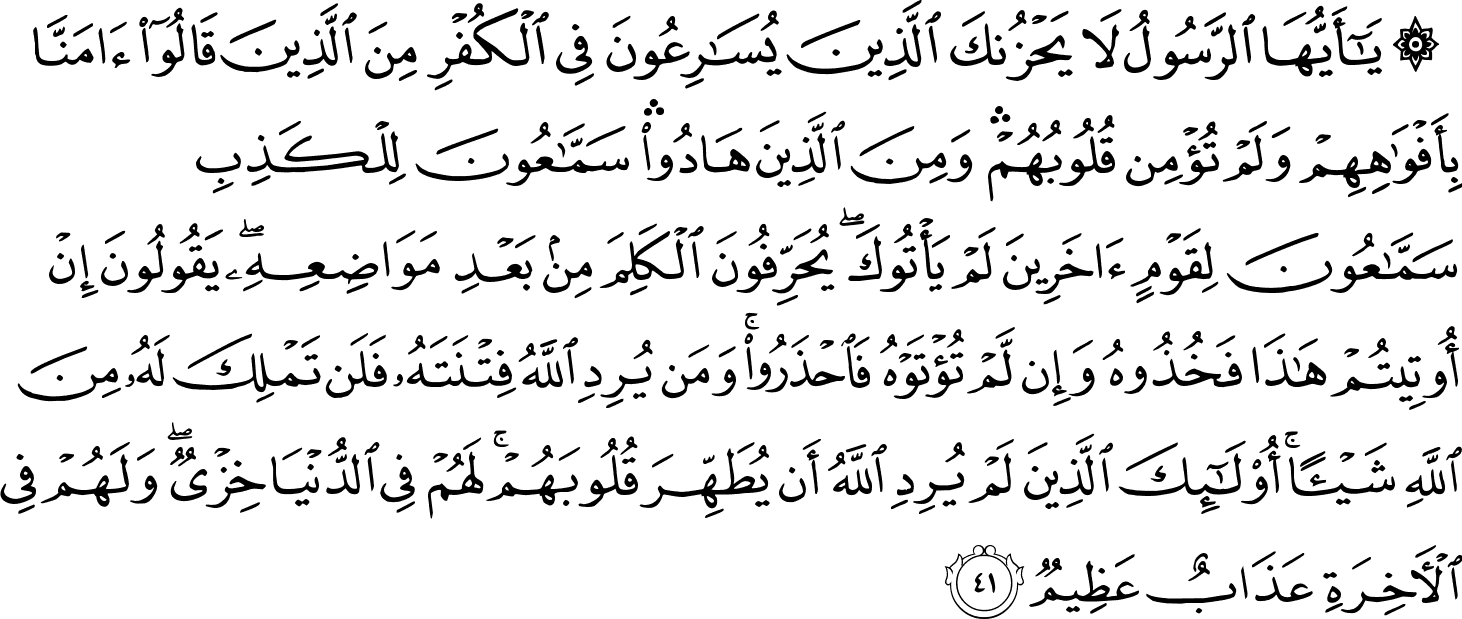 ۞ يَـٰٓأَيُّهَا ٱلرَّسُولُ لَا يَحْزُنكَ ٱلَّذِينَ يُسَـٰرِعُونَ فِى ٱلْكُفْرِ مِنَ ٱلَّذِينَ قَالُوٓا۟ ءَامَنَّا
بِأَفْوَٰهِهِمْ وَلَمْ تُؤْمِن قُلُوبُهُمْ ۛ وَمِنَ ٱلَّذِينَ هَادُوا۟ ۛ سَمَّـٰعُونَ لِلْكَذِبِ
سَمَّـٰعُونَ لِقَوْمٍ ءَاخَرِينَ لَمْ يَأْتُوكَ ۖ يُحَرِّفُونَ ٱلْكَلِمَ مِنۢ بَعْدِ مَوَاضِعِهِۦ ۖ يَقُولُونَ إِنْ
أُوتِيتُمْ هَـٰذَا فَخُذُوهُ وَإِن لَّمْ تُؤْتَوْهُ فَٱحْذَرُوا۟ ۚ وَمَن يُرِدِ ٱللَّهُ فِتْنَتَهُۥ فَلَن تَمْلِكَ لَهُۥ مِنَ
ٱللَّهِ شَيْـًٔا ۚ أُو۟لَـٰٓئِكَ ٱلَّذِينَ لَمْ يُرِدِ ٱللَّهُ أَن يُطَهِّرَ قُلُوبَهُمْ ۚ لَهُمْ فِى ٱلدُّنْيَا خِزْىٌ ۖ وَلَهُمْ فِى
ٱلْـَٔاخِرَةِ عَذَابٌ عَظِيمٌ ٤١